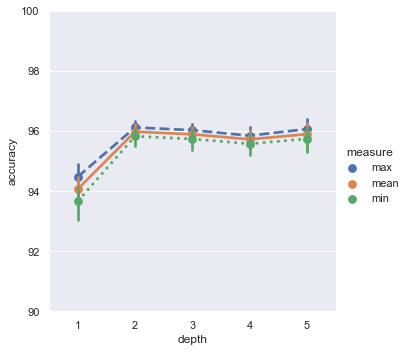 100
98
96
94
92
90
accuracy
1 2 3 4 5
depth
measure
max
mean
min